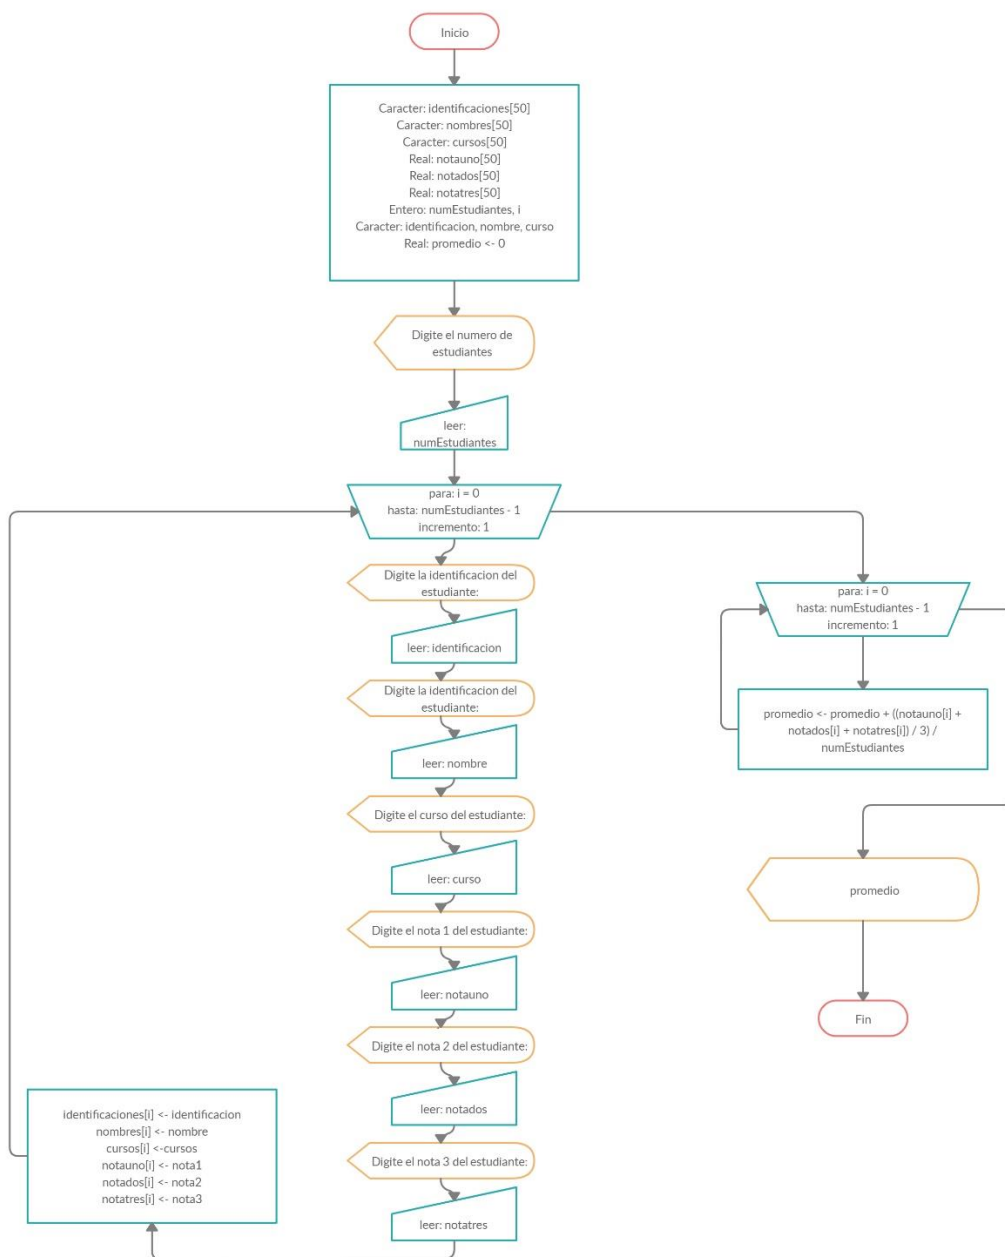 Inicio
Caracter: identificaciones[50]
Caracter: nombres[50]
Caracter: cursos[50]
Real: notauno[50]
Real: notados[50]
Real: notatres[50]
Entero: numEstudiantes, i
Caracter: identificacion, nombre, curso
Real: promedio <- 0
Digite el numero de
estudiantes
leer:
numEstudiantes
para: i = 0
hasta: numEstudiantes - 1
incremento: 1
Digite la identificacion del
estudiante:
leer: identificacion
Digite la identificacion del
estudiante:
leer: nombre
Digite el curso del estudiante:
leer: curso
Digite el nota 1 del estudiante:
leer: notauno
Digite el nota 2 del estudiante:
leer: notados
Digite el nota 3 del estudiante:
leer: notatres
identificaciones[i] <- identificacion
nombres[i] <- nombre
cursos[i] <-cursos
notauno[i] <- nota1
notados[i] <- nota2
notatres[i] <- nota3
para: i = 0
hasta: numEstudiantes - 1
incremento: 1
promedio <- promedio + ((notauno[i] +
notados[i] + notatres[i]) / 3) /
numEstudiantes
promedio
Fin